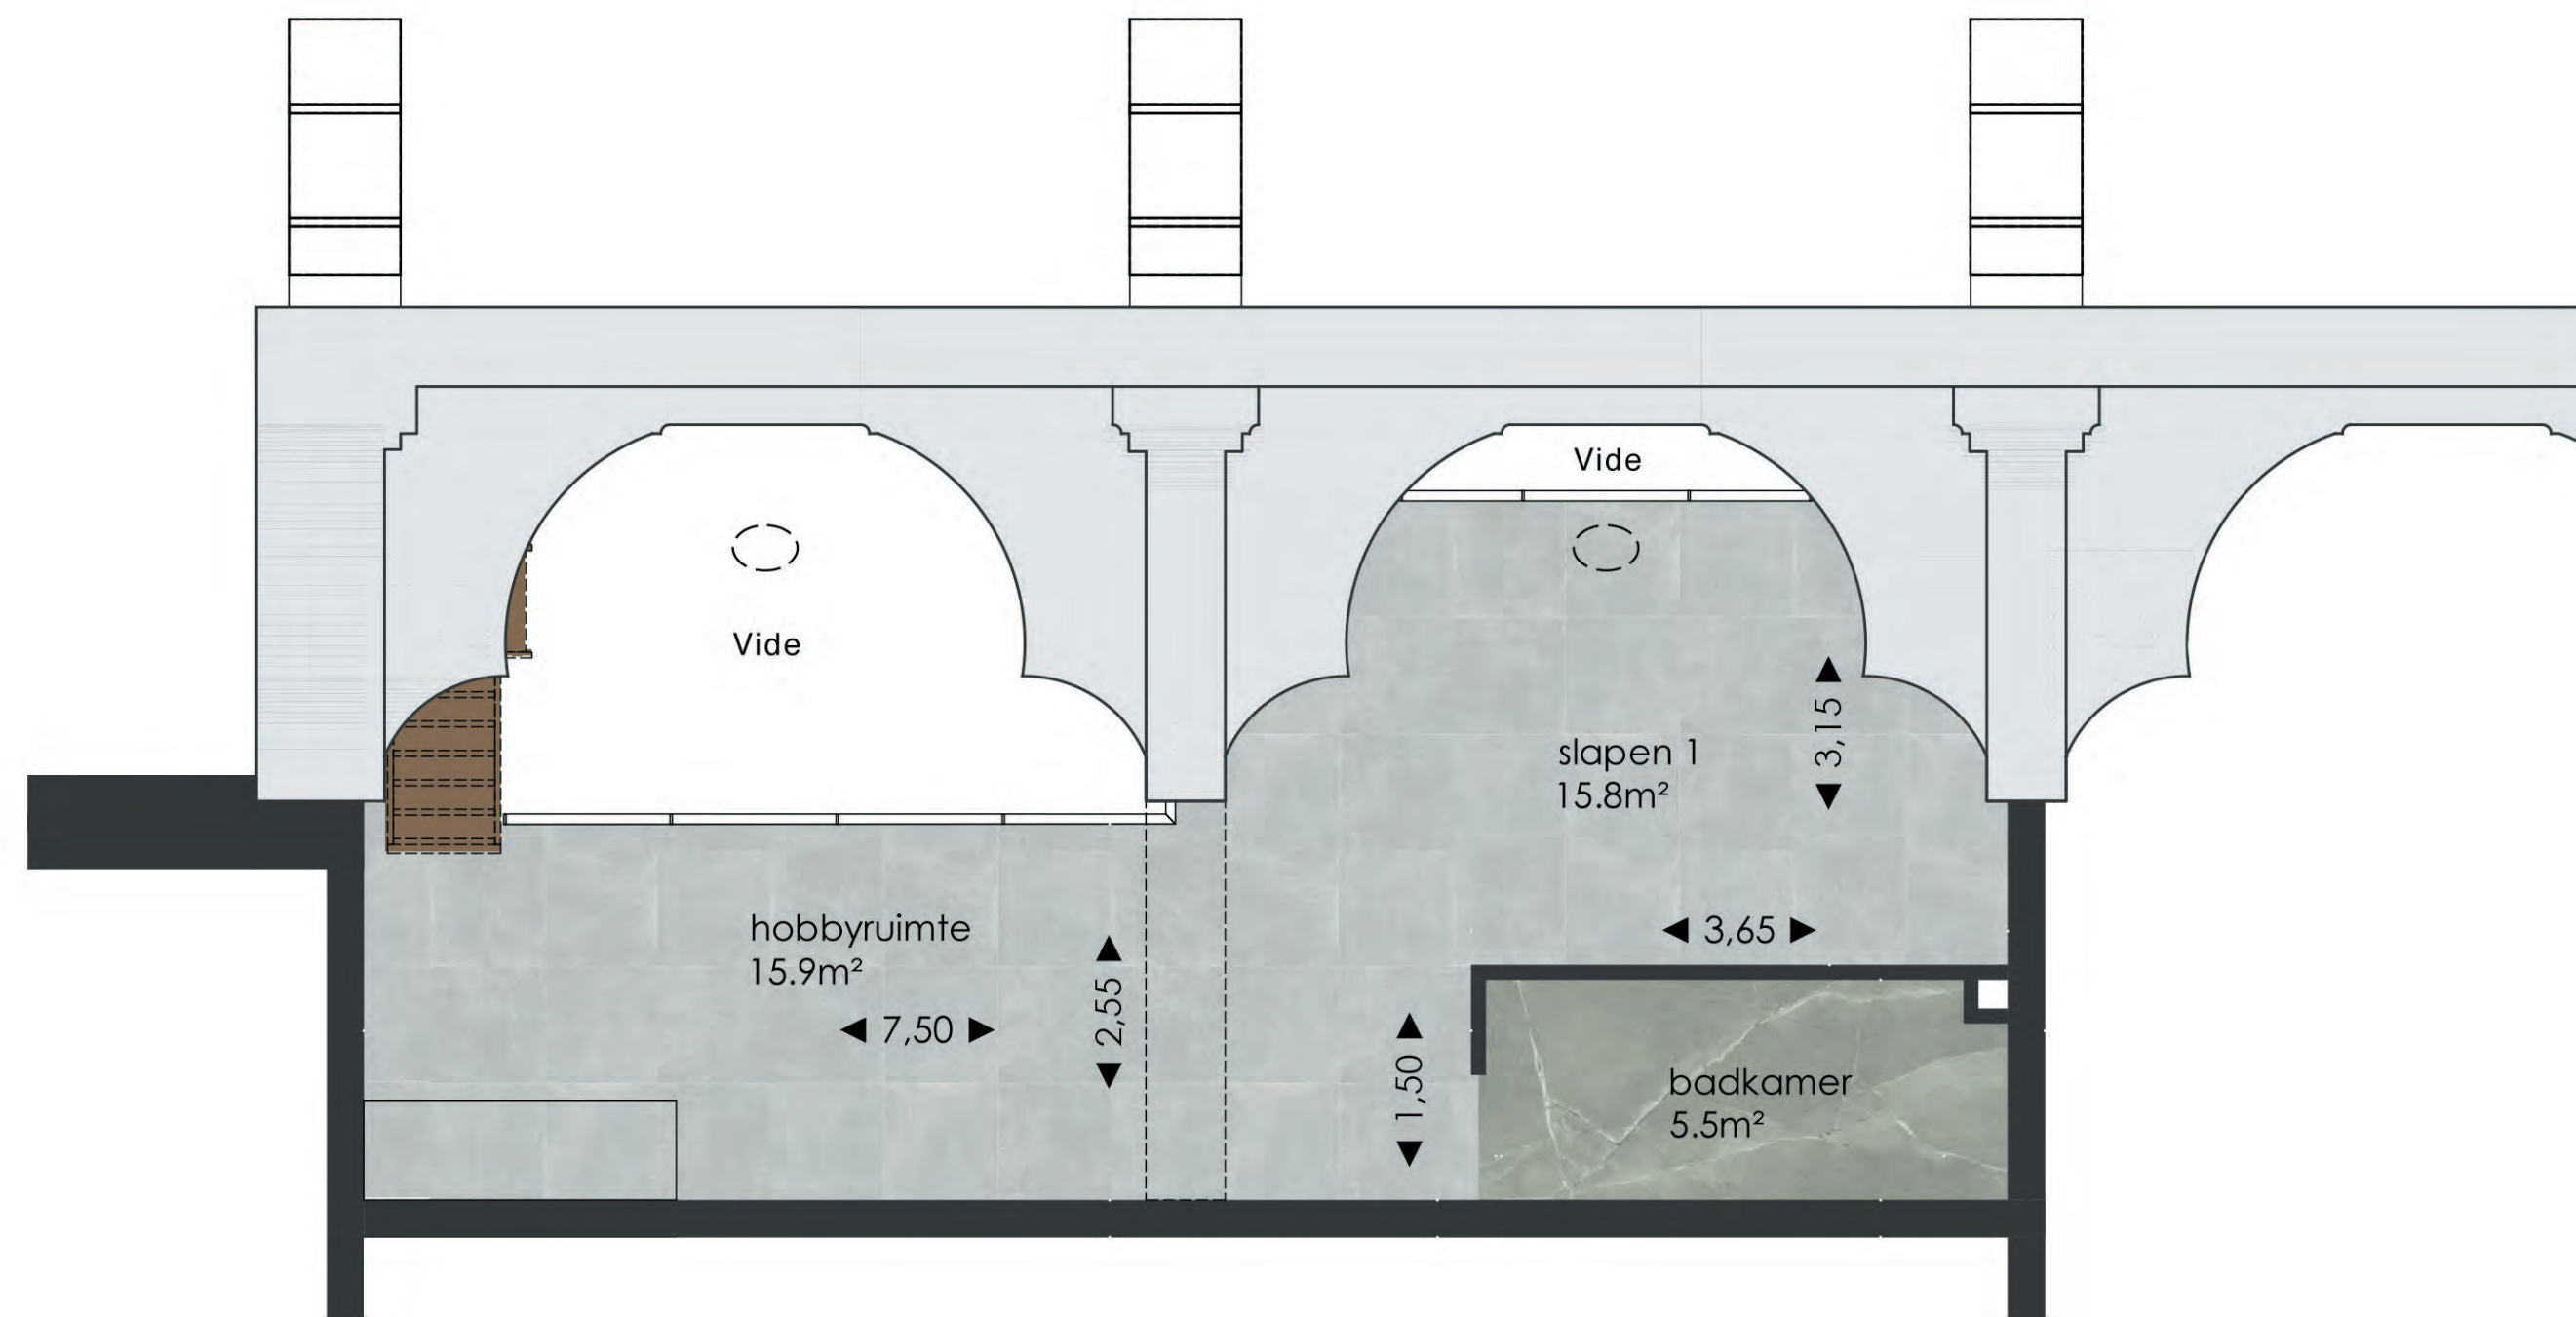 Vide
Vide
slapen 1
15.8m²
3,15
hobbyruimte
15.9m²
3,65
2,55
7,50
1,50
badkamer
5.5m²